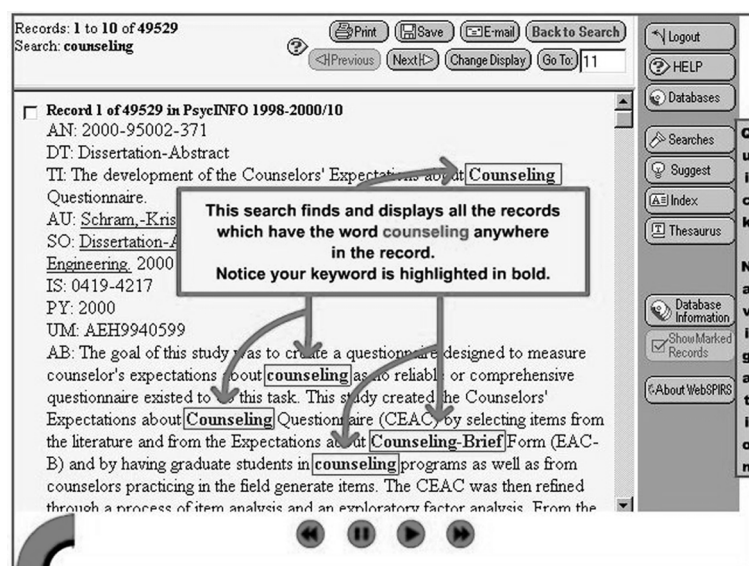 Records: 1 to 10 of 49529
Search: counseling
Print Save E-mail Back to Search
Previous Next Change Display Go To: 11
Logout
HELP
Databases
Searches
Suggest
Index
Thesaurus
Database
Information
Show Marked
Records
About WebSPIRS
Record 1 of 49529 in PsycINFO 1998-2000/10
AN: 2000-95002-371
DT: Dissertation-Abstract
TI: The development of the Counselors' Expectations about Counseling
Questionnaire.
AU: Schram,-Kris
SO: Dissertation-A
Engineering. 2000
IS: 0419-4217
PY: 2000
UM: AEH9940599
This search finds and displays all the records
which have the word counseling anywhere
in the record.
Notice your keyword is highlighted in bold.
AB: The goal of this study was to create a questionnaire designed to measure
counselor's expectations about counseling as no reliable or comprehensive
questionnaire existed to this task. This study created the Counselors'
Expectations about Counseling Questionnaire (CEAC) by selecting items from
the literature and from the Expectations about Counseling-Brief Form (EAC-
B) and by having graduate students in counseling programs as well as from
counselors practicing in the field generate items. The CEAC was then refined
through a process of item analysis and an exploratory factor analysis. From the